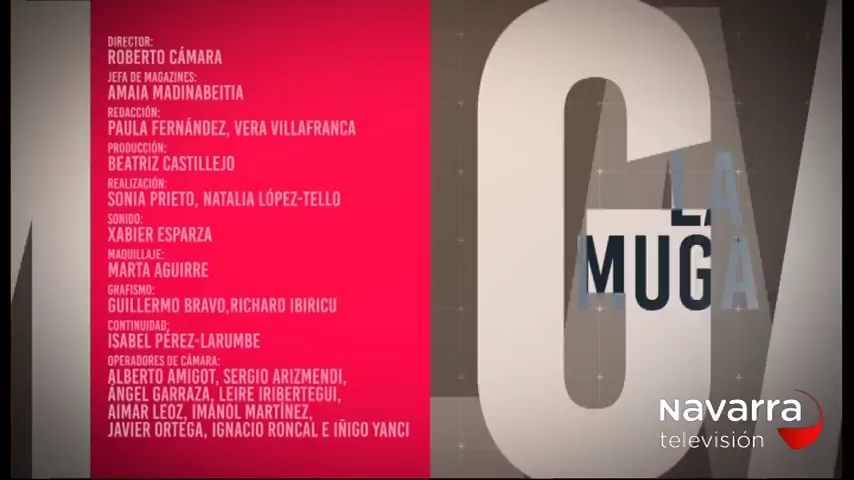 DIRECTOR:
ROBERTO CÁMARA
JEFA DE MAGAZINES:
AMAIA MADINABEITIA
REDACCIÓN:
PAULA FERNÁNDEZ, VERA VILLAFRANCA
PRODUCCIÓN:
BEATRIZ CASTILLEJO
REALIZACIÓN:
SONIA PRIETO, NATALIA LÓPEZ-TELLO
SONIDO:
XABIER ESPARZA
MAQUILLAJE:
MARTA AGUIRRE
GRAFISMO:
GUILLERMO BRAVO,RICHARD IBIRICU
CONTINUIDAD:
ISABEL PÉREZ-LARUMBE
OPERADORES DE CÁMARA:
ALBERTO AMIGOT, SERGIO ARIZMENDI,
ÁNGEL GARRAZA, LEIRE IRIBERTEGUI,
AIMAR LEOZ, IMÁNOL MARTÍNEZ,
JAVIER ORTEGA, IGNACIO RONCAL E IÑIGO YANCI
LA
MUGA
Navarra
televisión